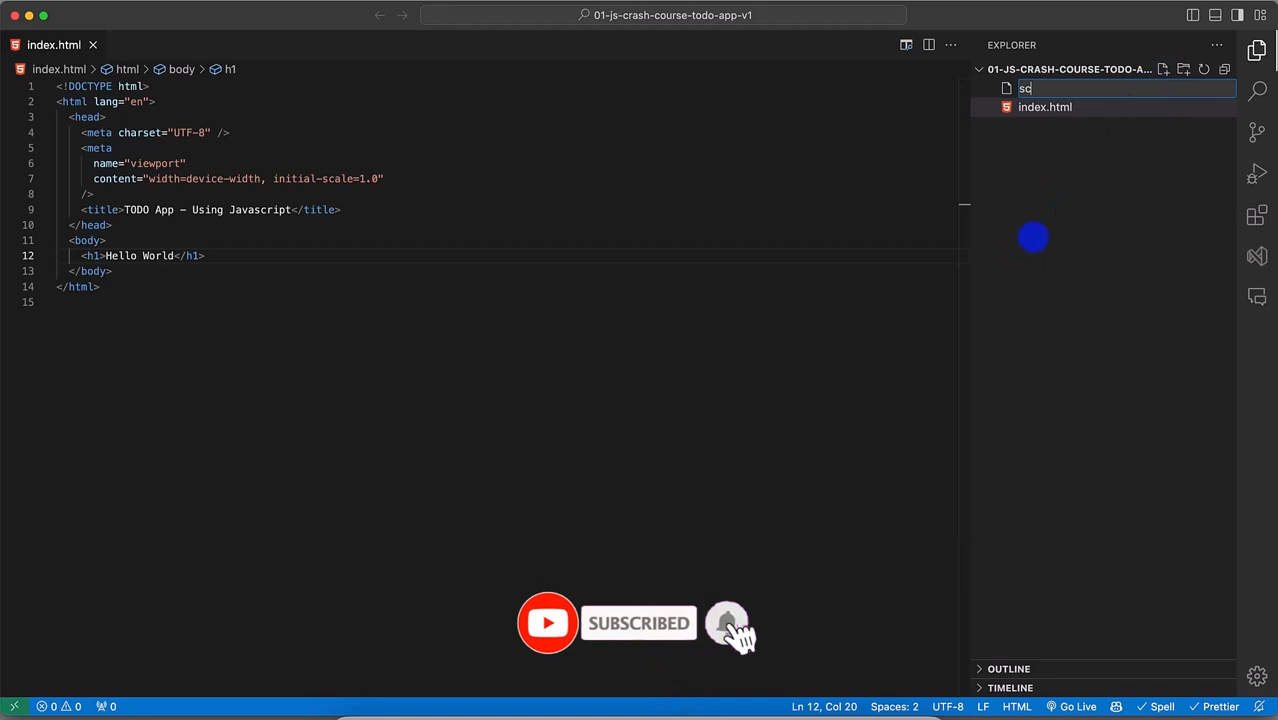 01-js-crash-course-todo-app-v1
index.html
EXPLORER
index.html html body h1
01-JS-CRASH-COURSE-TODO-A...
sc
index.html
1 <!DOCTYPE html>
2 <html lang="en">
3 <head>
4 <meta charset="UTF-8" />
5 <meta
6 name="viewport"
7 content="width=device-width, initial-scale=1.0"
8 />
9 <title>TODO App – Using Javascript</title>
10 </head>
11 <body>
12 <h1>Hello World</h1>
13 </body>
14 </html>
15
SUBSCRIBED
OUTLINE
TIMELINE
0 0 0 Ln 12, Col 20 Spaces: 2 UTF-8 LF HTML Go Live Spell Prettier